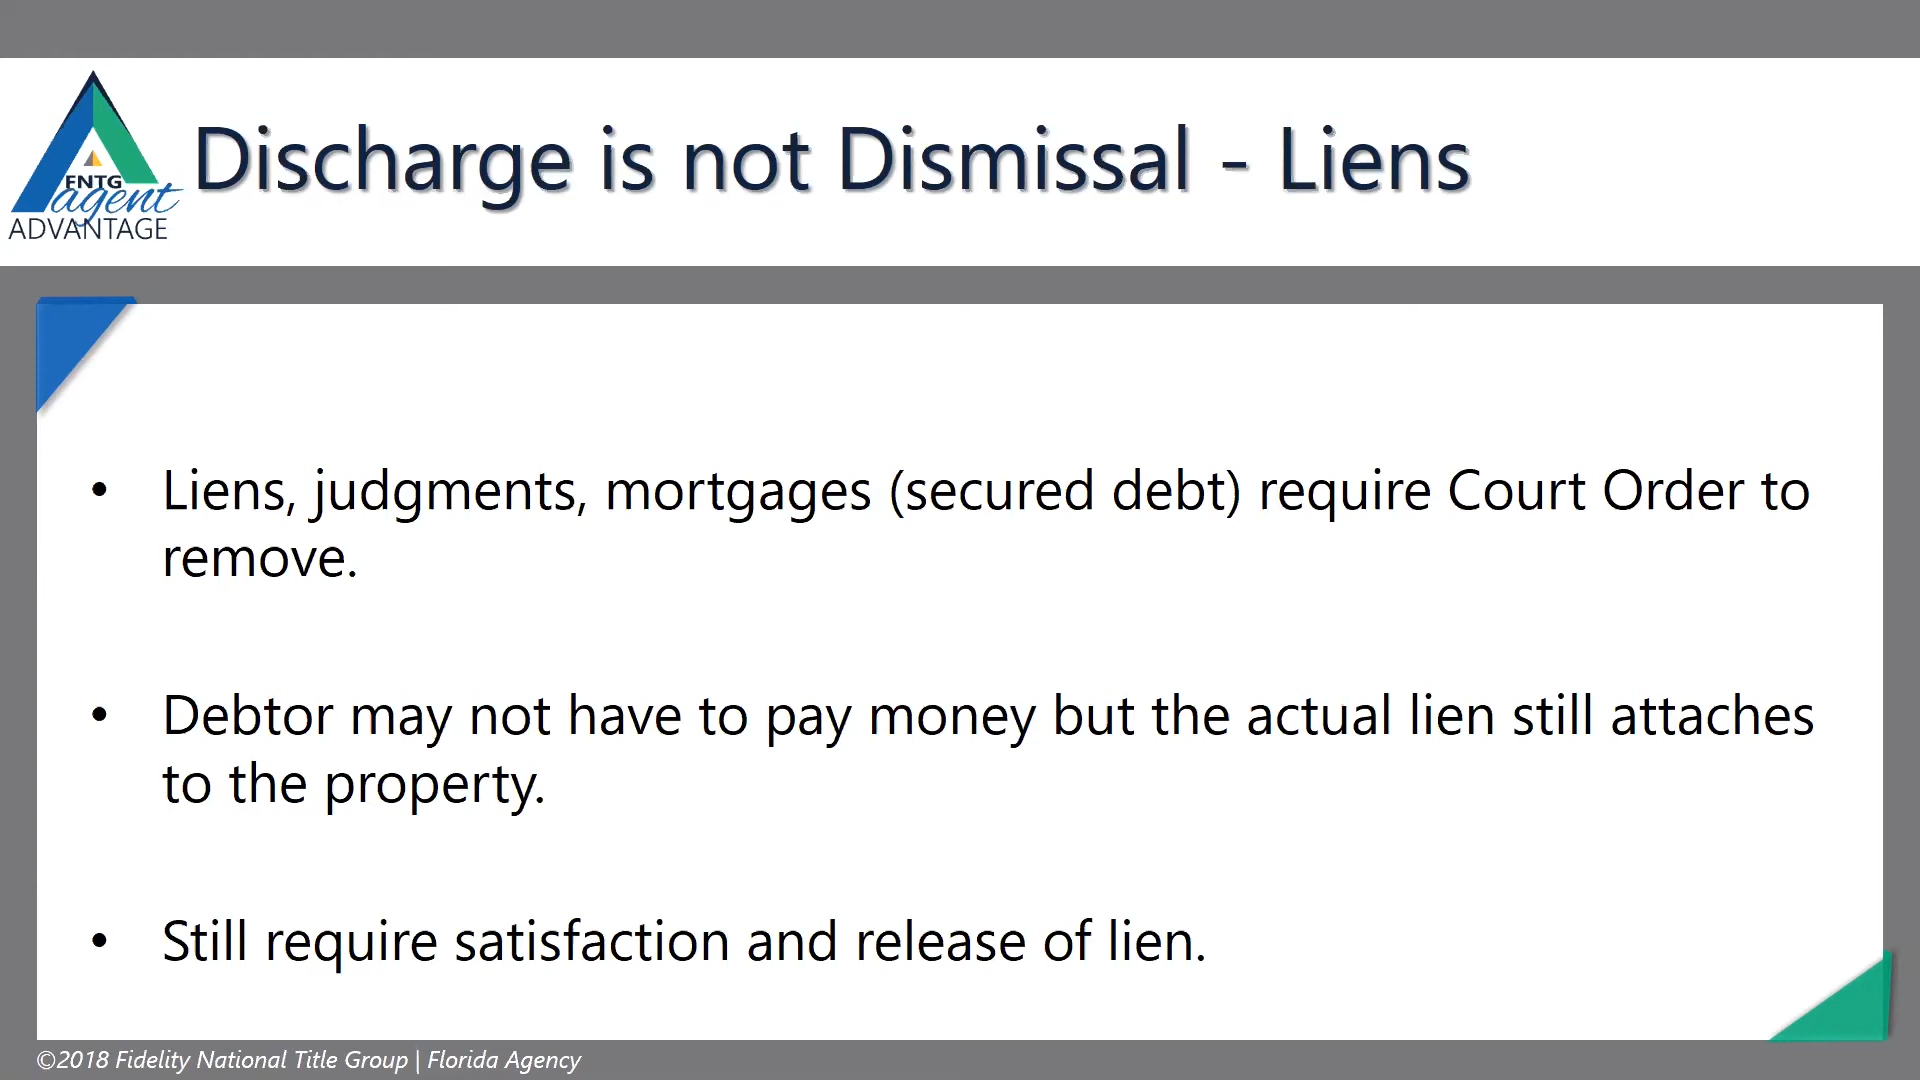 Discharge is not Dismissal - Liens
FNTG
agent
ADVANTAGE
• Liens, judgments, mortgages (secured debt) require Court Order to
remove.
• Debtor may not have to pay money but the actual lien still attaches
to the property.
• Still require satisfaction and release of lien.
©2018 Fidelity National Title Group | Florida Agency